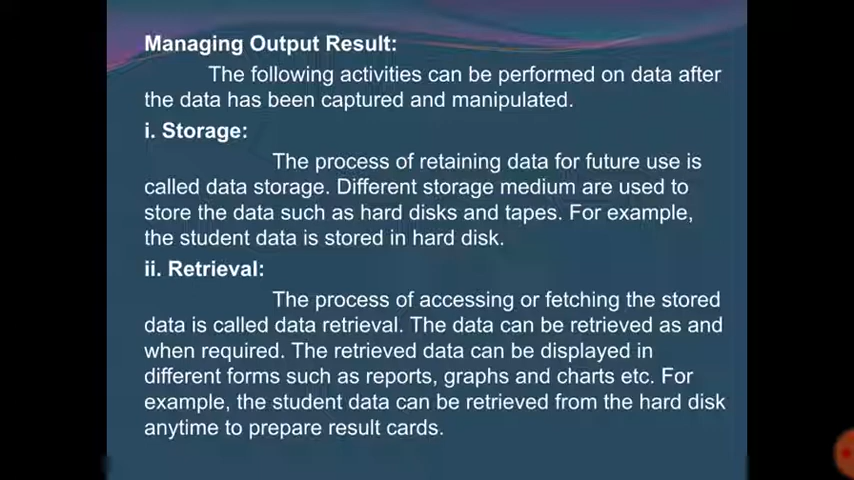 Managing Output Result:
The following activities can be performed on data after
the data has been captured and manipulated.
i. Storage:
The process of retaining data for future use is
called data storage. Different storage medium are used to
store the data such as hard disks and tapes. For example,
the student data is stored in hard disk.
ii. Retrieval:
The process of accessing or fetching the stored
data is called data retrieval. The data can be retrieved as and
when required. The retrieved data can be displayed in
different forms such as reports, graphs and charts etc. For
example, the student data can be retrieved from the hard disk
anytime to prepare result cards.